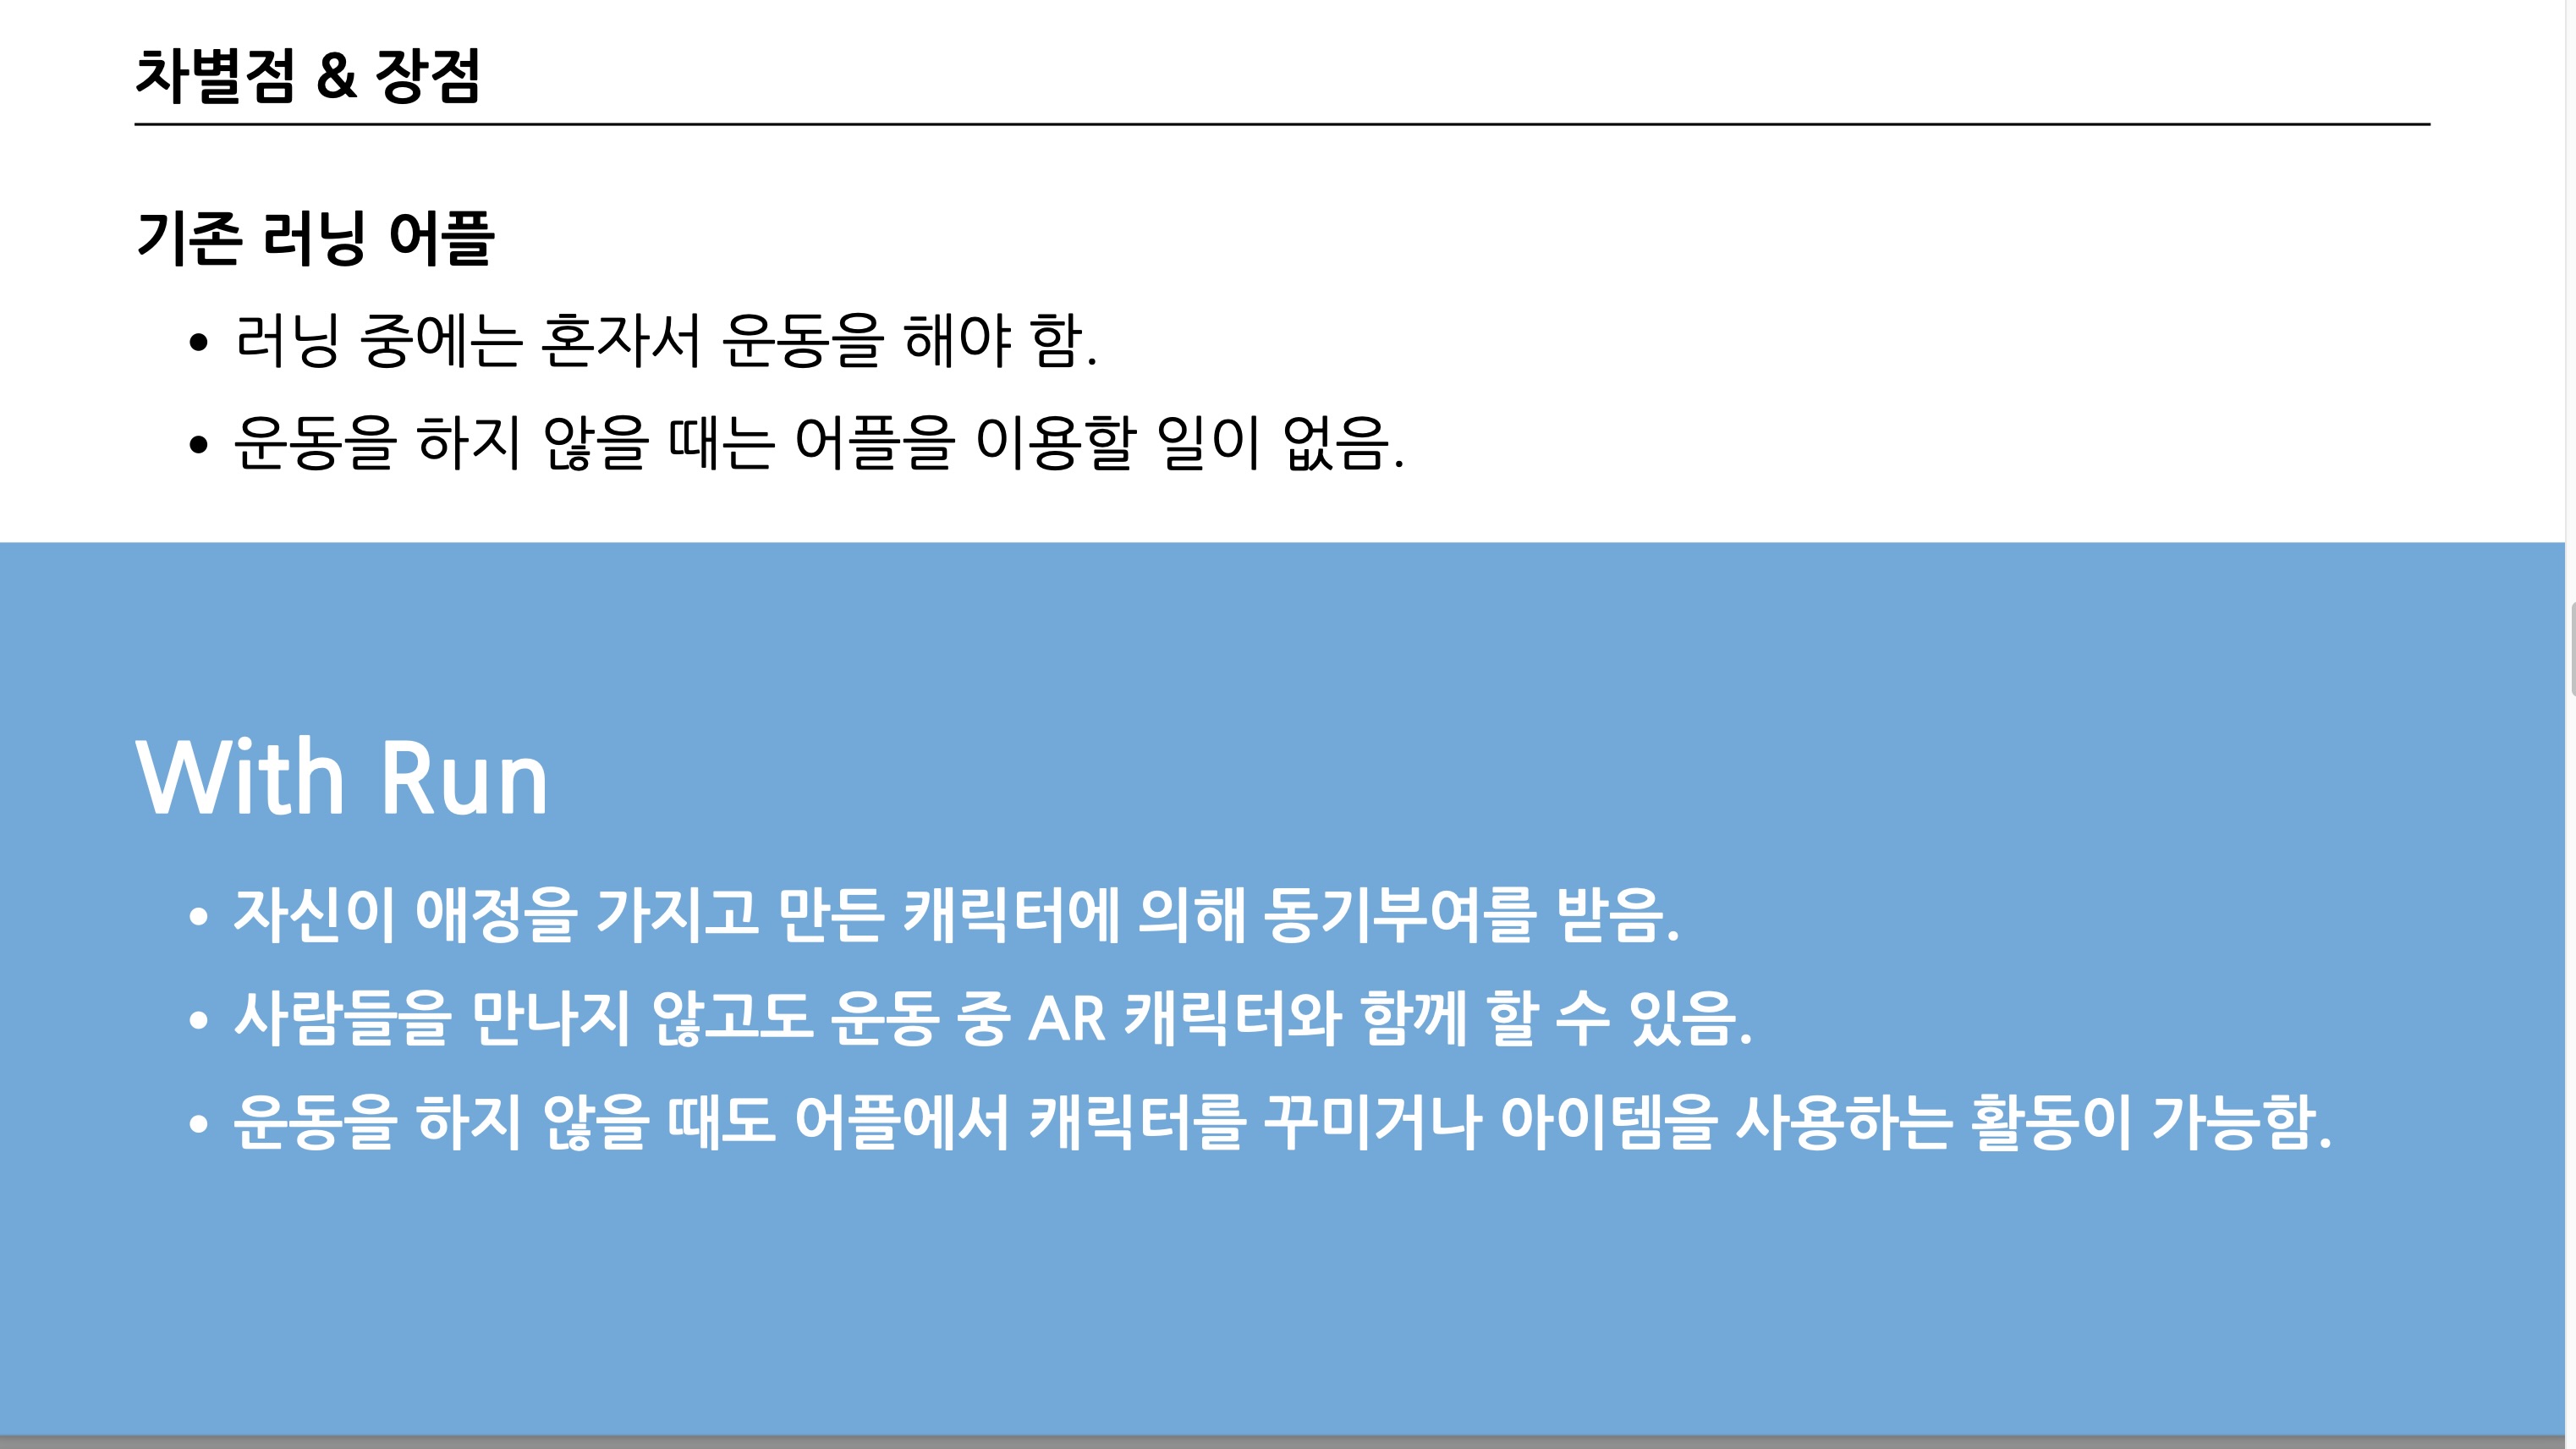 차별점 & 장점
기존 러닝 어플
• 러닝 중에는 혼자서 운동을 해야 함.
• 운동을 하지 않을 때는 어플을 이용할 일이 없음.
With Run
• 자신이 애정을 가지고 만든 캐릭터에 의해 동기부여를 받음.
• 사람들을 만나지 않고도 운동 중 AR 캐릭터와 함께 할 수 있음.
• 운동을 하지 않을 때도 어플에서 캐릭터를 꾸미거나 아이템을 사용하는 활동이 가능함.